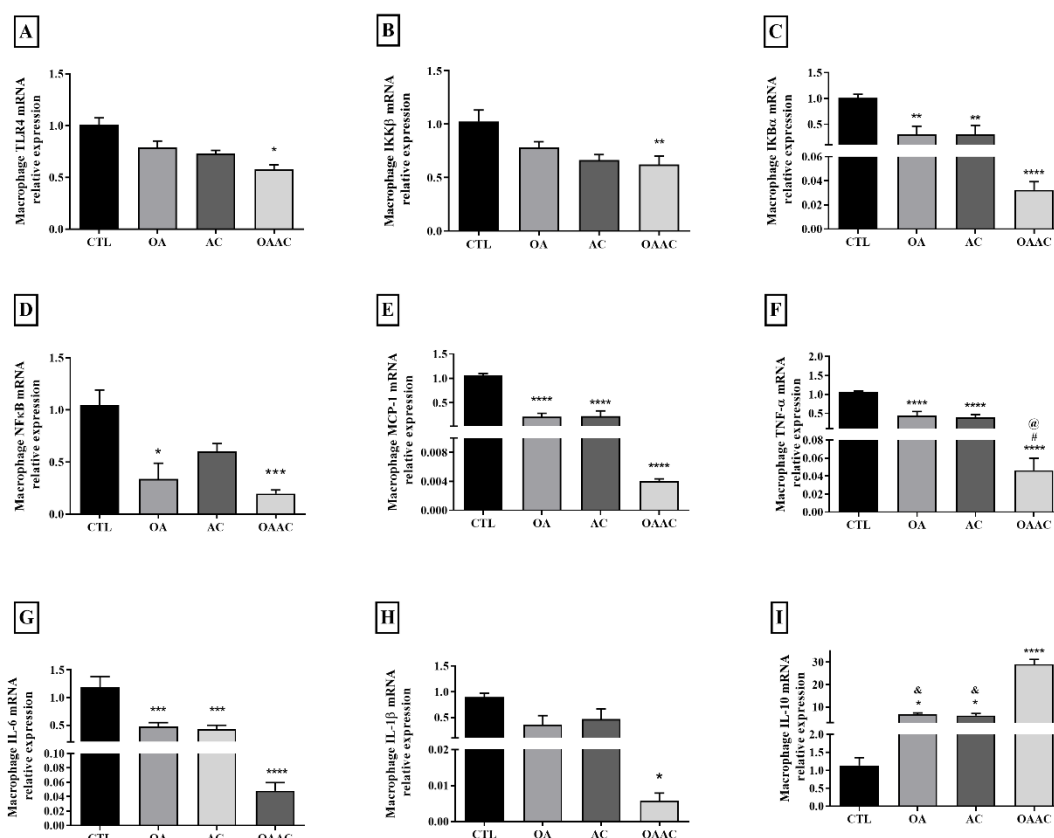 A
Macrophage TLR4 mRNA
relative expression
1.5
1.0
0.5
0.0
*
CTL OA AC OAAC
B
Macrophage IKKβ mRNA
relative expression
1.5
1.0
0.5
0.0
**
CTL OA AC OAAC
C
Macrophage IKBα mRNA
relative expression
1.5
1.0
0.5
0.06
0.04
0.02
0.00
** ** ****
CTL OA AC OAAC
D
Macrophage NFκB mRNA
relative expression
1.5
1.0
0.5
0.0
* ***
CTL OA AC OAAC
E
Macrophage MCP-1 mRNA
relative expression
1.5
1.0
0.5
0.008
0.004
0.000
**** **** ****
CTL OA AC OAAC
F
Macrophage TNF-α mRNA
relative expression
2.0
1.5
1.0
0.5
0.08
0.06
0.04
0.02
0.00
**** ****
@
#
****
CTL OA AC OAAC
G
Macrophage IL-6 mRNA
relative expression
1.5
1.0
0.5
0.10
0.08
0.06
0.04
0.02
0.00
*** *** ****
CTL OA AC OAAC
H
Macrophage IL-1β mRNA
relative expression
1.5
1.0
0.5
0.02
0.01
0.00
*
CTL OA AC OAAC
I
Macrophage IL-10 mRNA
relative expression
30
20
10
2.0
1.5
1.0
0.5
0.0
& & ****
* *
CTL OA AC OAAC